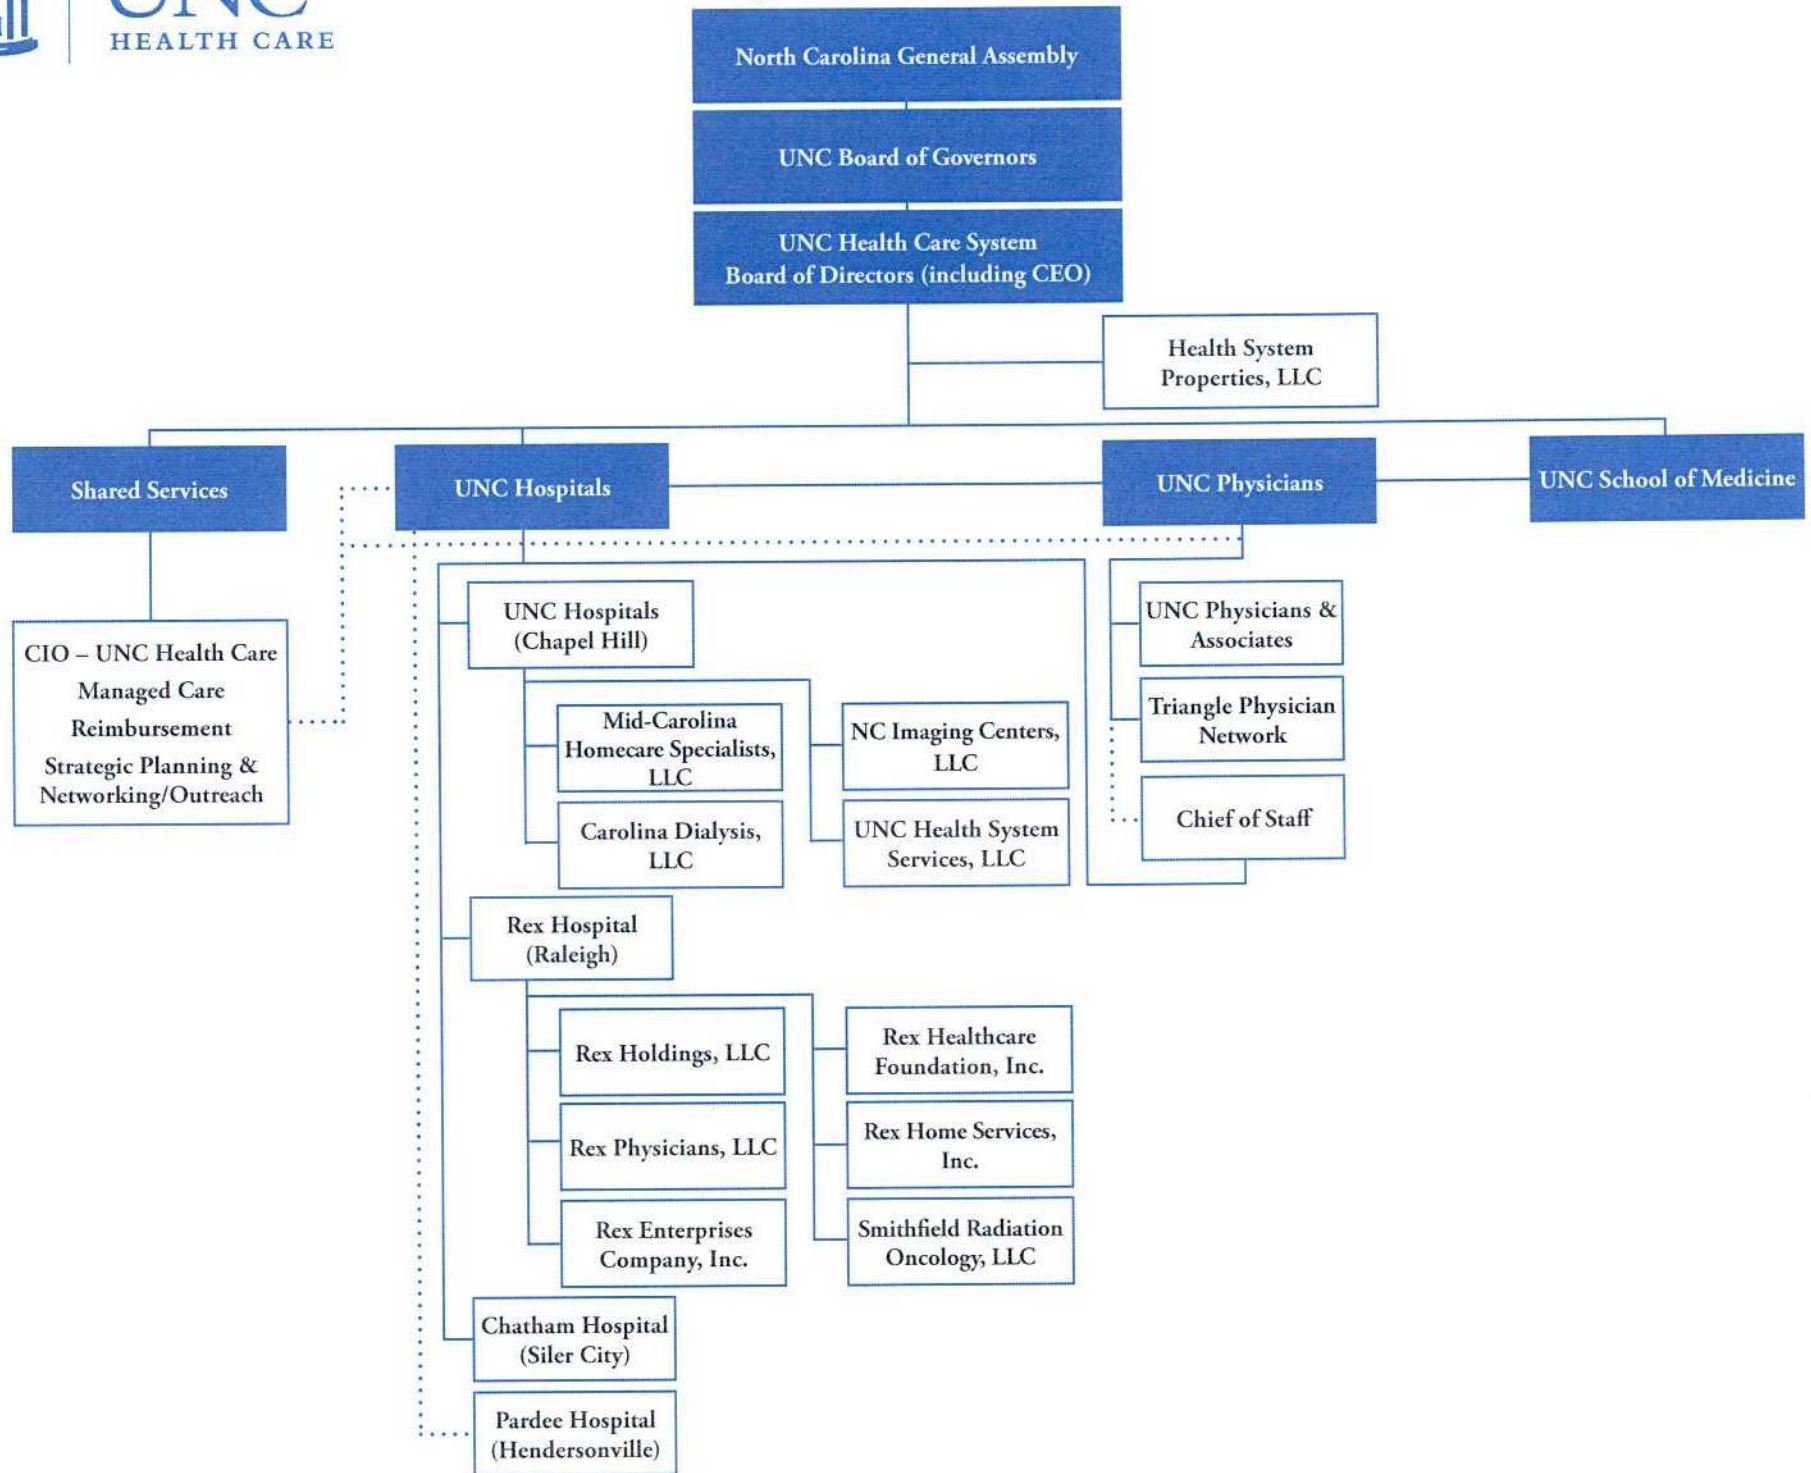 UNC
HEALTH CARE
North Carolina General Assembly
UNC Board of Governors
UNC Health Care System
Board of Directors (including CEO)
Health System
Properties, LLC
Shared Services
UNC Hospitals
UNC Physicians
UNC School of Medicine
CIO – UNC Health Care
Managed Care
Reimbursement
Strategic Planning &
Networking/Outreach
UNC Hospitals
(Chapel Hill)
Mid-Carolina
Homecare Specialists,
LLC
Carolina Dialysis,
LLC
NC Imaging Centers,
LLC
UNC Health System
Services, LLC
UNC Physicians &
Associates
Triangle Physician
Network
Chief of Staff
Rex Hospital
(Raleigh)
Rex Holdings, LLC
Rex Physicians, LLC
Rex Enterprises
Company, Inc.
Rex Healthcare
Foundation, Inc.
Rex Home Services,
Inc.
Smithfield Radiation
Oncology, LLC
Chatham Hospital
(Siler City)
Pardee Hospital
(Hendersonville)